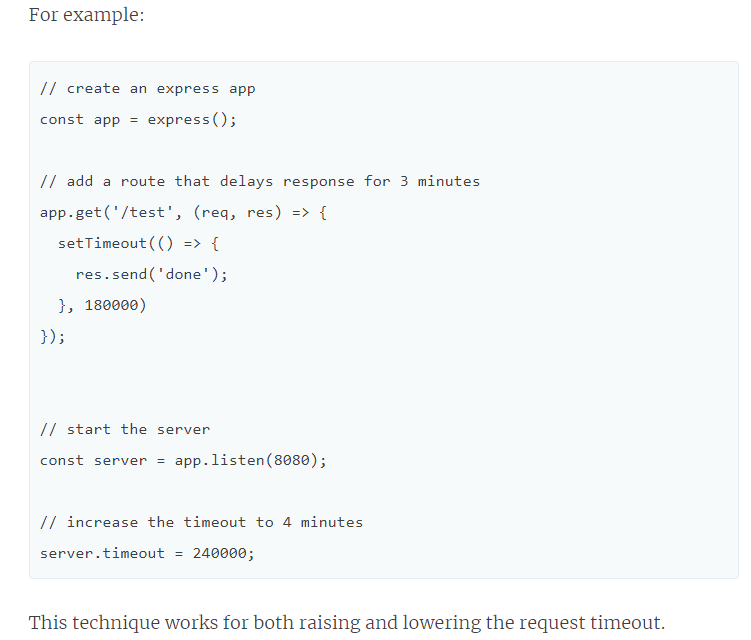 For example:
// create an express app
const app = express();
// add a route that delays response for 3 minutes
app.get('/test', (req, res) => {
setTimeout(() => {
res.send('done');
}, 180000)
});
// start the server
const server = app.listen(8080);
// increase the timeout to 4 minutes
server.timeout = 240000;
This technique works for both raising and lowering the request timeout.